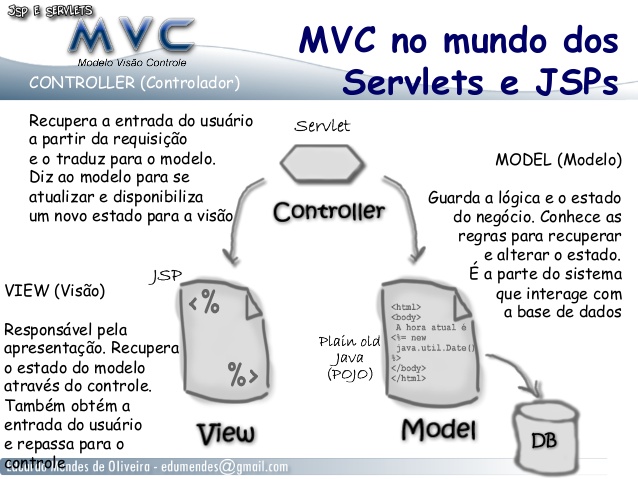 JSP E SERVLETS
MVC
Modelo Visão Controle
MVC no mundo dos
Servlets e JSPs
CONTROLLER (Controlador)
Recupera a entrada do usuário
a partir da requisição
e o traduz para o modelo.
Diz ao modelo para se
atualizar e disponibiliza
um novo estado para a visão
Servlet
Controller
MODEL (Modelo)
Guarda a lógica e o estado
do negócio. Conhece as
regras para recuperar
e alterar o estado.
É a parte do sistema
que interage com
a base de dados
VIEW (Visão)
Responsável pela
apresentação. Recupera
o estado do modelo
através do controle.
Também obtém a
entrada do usuário
e repassa para o
controle
JSP
<%
%>
View
Plain old
Java
(POJO)
<html>
<body>
A hora atual é
<%= new
java.util.Date()
%>
</body>
</html>
Model
DB
Eduardo Mendes de Oliveira - edumendes@gmail.com